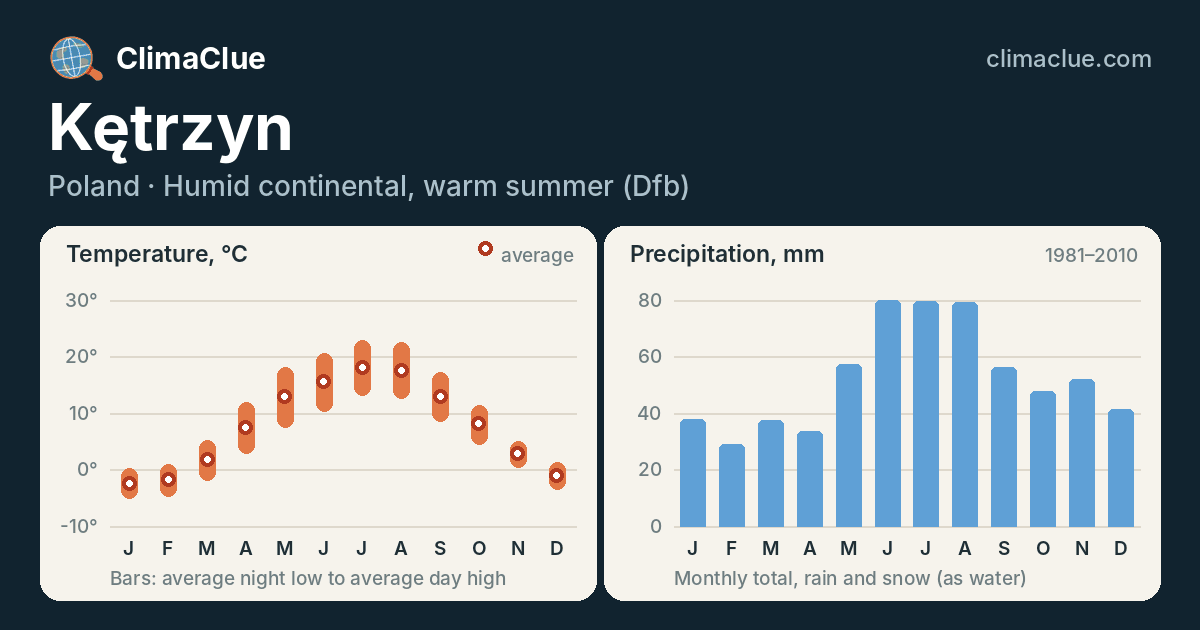 ClimaClue
climaclue.com
Kętrzyn
Poland · Humid continental, warm summer (Dfb)
Temperature, °C
average
30°
20°
10°
0°
-10°
J F M A M J J A S O N D
Bars: average night low to average day high
Precipitation, mm
1981–2010
80
60
40
20
0
J F M A M J J A S O N D
Monthly total, rain and snow (as water)